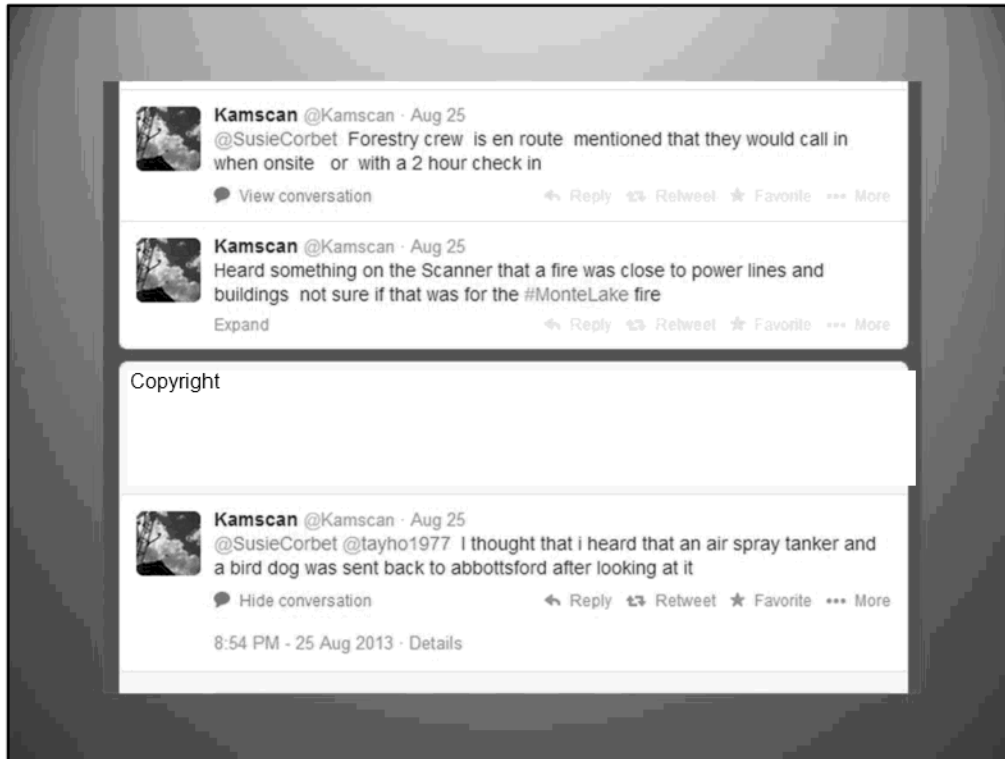 Kamscan @Kamscan · Aug 25
@SusieCorbet Forestry crew is en route mentioned that they would call in
when onsite or with a 2 hour check in
View conversation Reply Retweet Favorite More
Kamscan @Kamscan · Aug 25
Heard something on the Scanner that a fire was close to power lines and
buildings not sure if that was for the #MonteLake fire
Expand Reply Retweet Favorite More
Copyright
Kamscan @Kamscan · Aug 25
@SusieCorbet @tayho1977 I thought that i heard that an air spray tanker and
a bird dog was sent back to abbottsford after looking at it
Hide conversation Reply Retweet Favorite More
8:54 PM - 25 Aug 2013 · Details